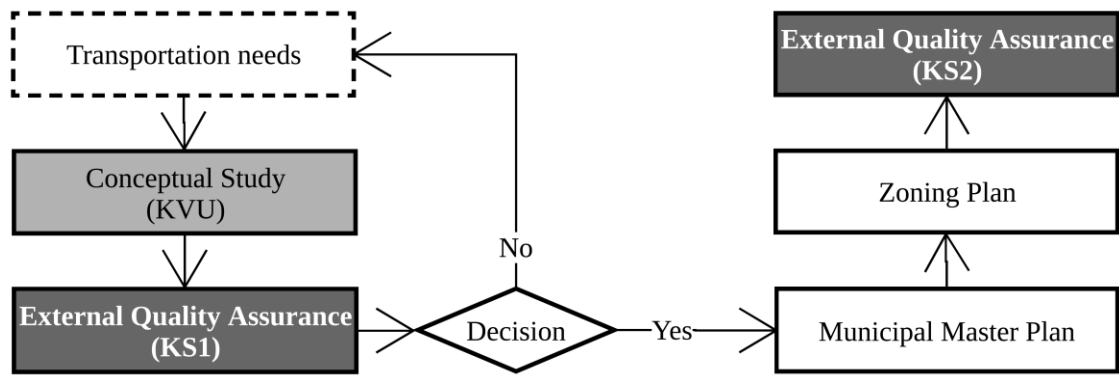 Transportation needs
Conceptual Study
(KVU)
External Quality Assurance
(KS1)
Decision
No
Yes
Municipal Master Plan
Zoning Plan
External Quality Assurance
(KS2)